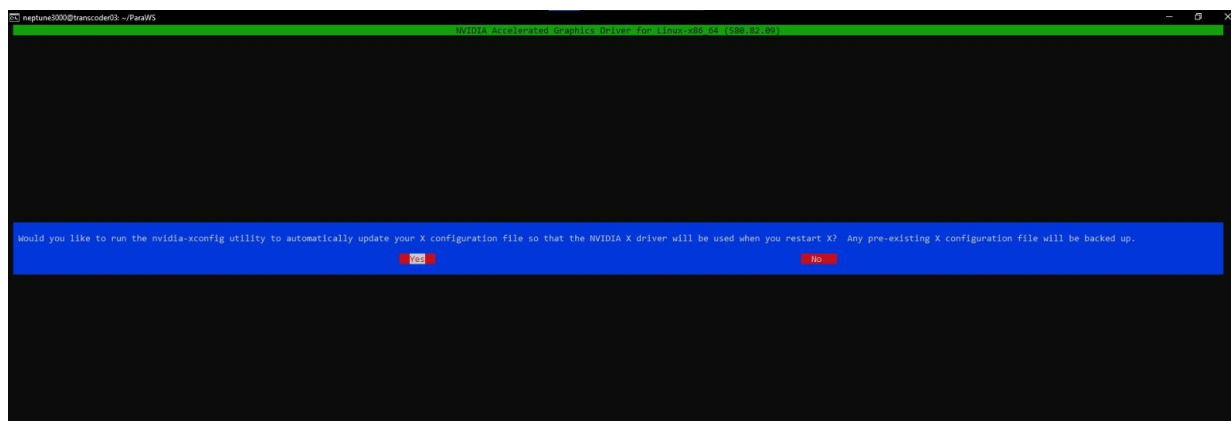 neptune3000@transcoder03: ~/ParaWS
NVIDIA Accelerated Graphics Driver for Linux-x86_64 (580.82.09)
Would you like to run the nvidia-xconfig utility to automatically update your X configuration file so that the NVIDIA X driver will be used when you restart X?  Any pre-existing X configuration file will be backed up.
Yes No